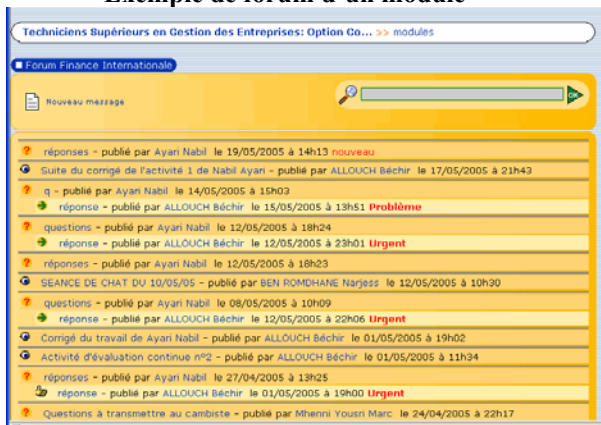 Exemple de forum d'un module
Techniciens Supérieurs en Gestion des Entreprises: Option Co... >> modules
Forum Finance Internationale
Nouveau message
OK
? réponses - publié par Ayari Nabil le 19/05/2005 à 14h13 nouveau
Suite du corrigé de l'activité 1 de Nabil Ayari - publié par ALLOUCH Béchir le 17/05/2005 à 21h43
? q - publié par Ayari Nabil le 14/05/2005 à 15h03
réponse - publié par ALLOUCH Béchir le 15/05/2005 à 13h51 Problème
? questions - publié par Ayari Nabil le 12/05/2005 à 18h24
réponse - publié par ALLOUCH Béchir le 12/05/2005 à 23h01 Urgent
? réponses - publié par Ayari Nabil le 12/05/2005 à 18h23
SEANCE DE CHAT DU 10/05/05 - publié par BEN ROMDHANE Narjess le 12/05/2005 à 10h30
? questions - publié par Ayari Nabil le 08/05/2005 à 10h09
réponse - publié par ALLOUCH Béchir le 12/05/2005 à 22h06 Urgent
Corrigé du travail de Ayari Nabil - publié par ALLOUCH Béchir le 01/05/2005 à 19h02
Activité d'évaluation continue nº2 - publié par ALLOUCH Béchir le 01/05/2005 à 11h34
? réponses - publié par Ayari Nabil le 27/04/2005 à 13h25
réponse - publié par ALLOUCH Béchir le 01/05/2005 à 19h00 Urgent
? Questions à transmettre au cambiste - publié par Mhenni Yousri Marc le 24/04/2005 à 22h17